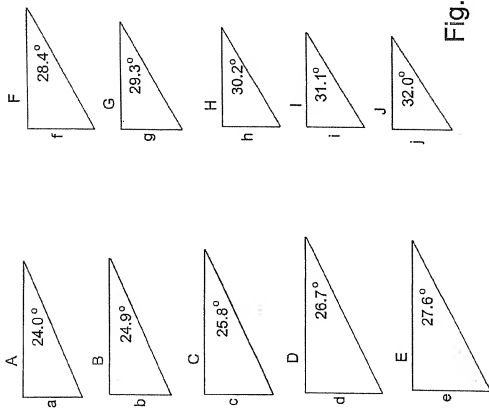 A
24.0°
a
B
24.9°
b
C
25.8°
c
D
26.7°
d
E
27.6°
e
F
28.4°
f
G
29.3°
g
H
30.2°
h
I
31.1°
i
J
32.0°
j
Fig.